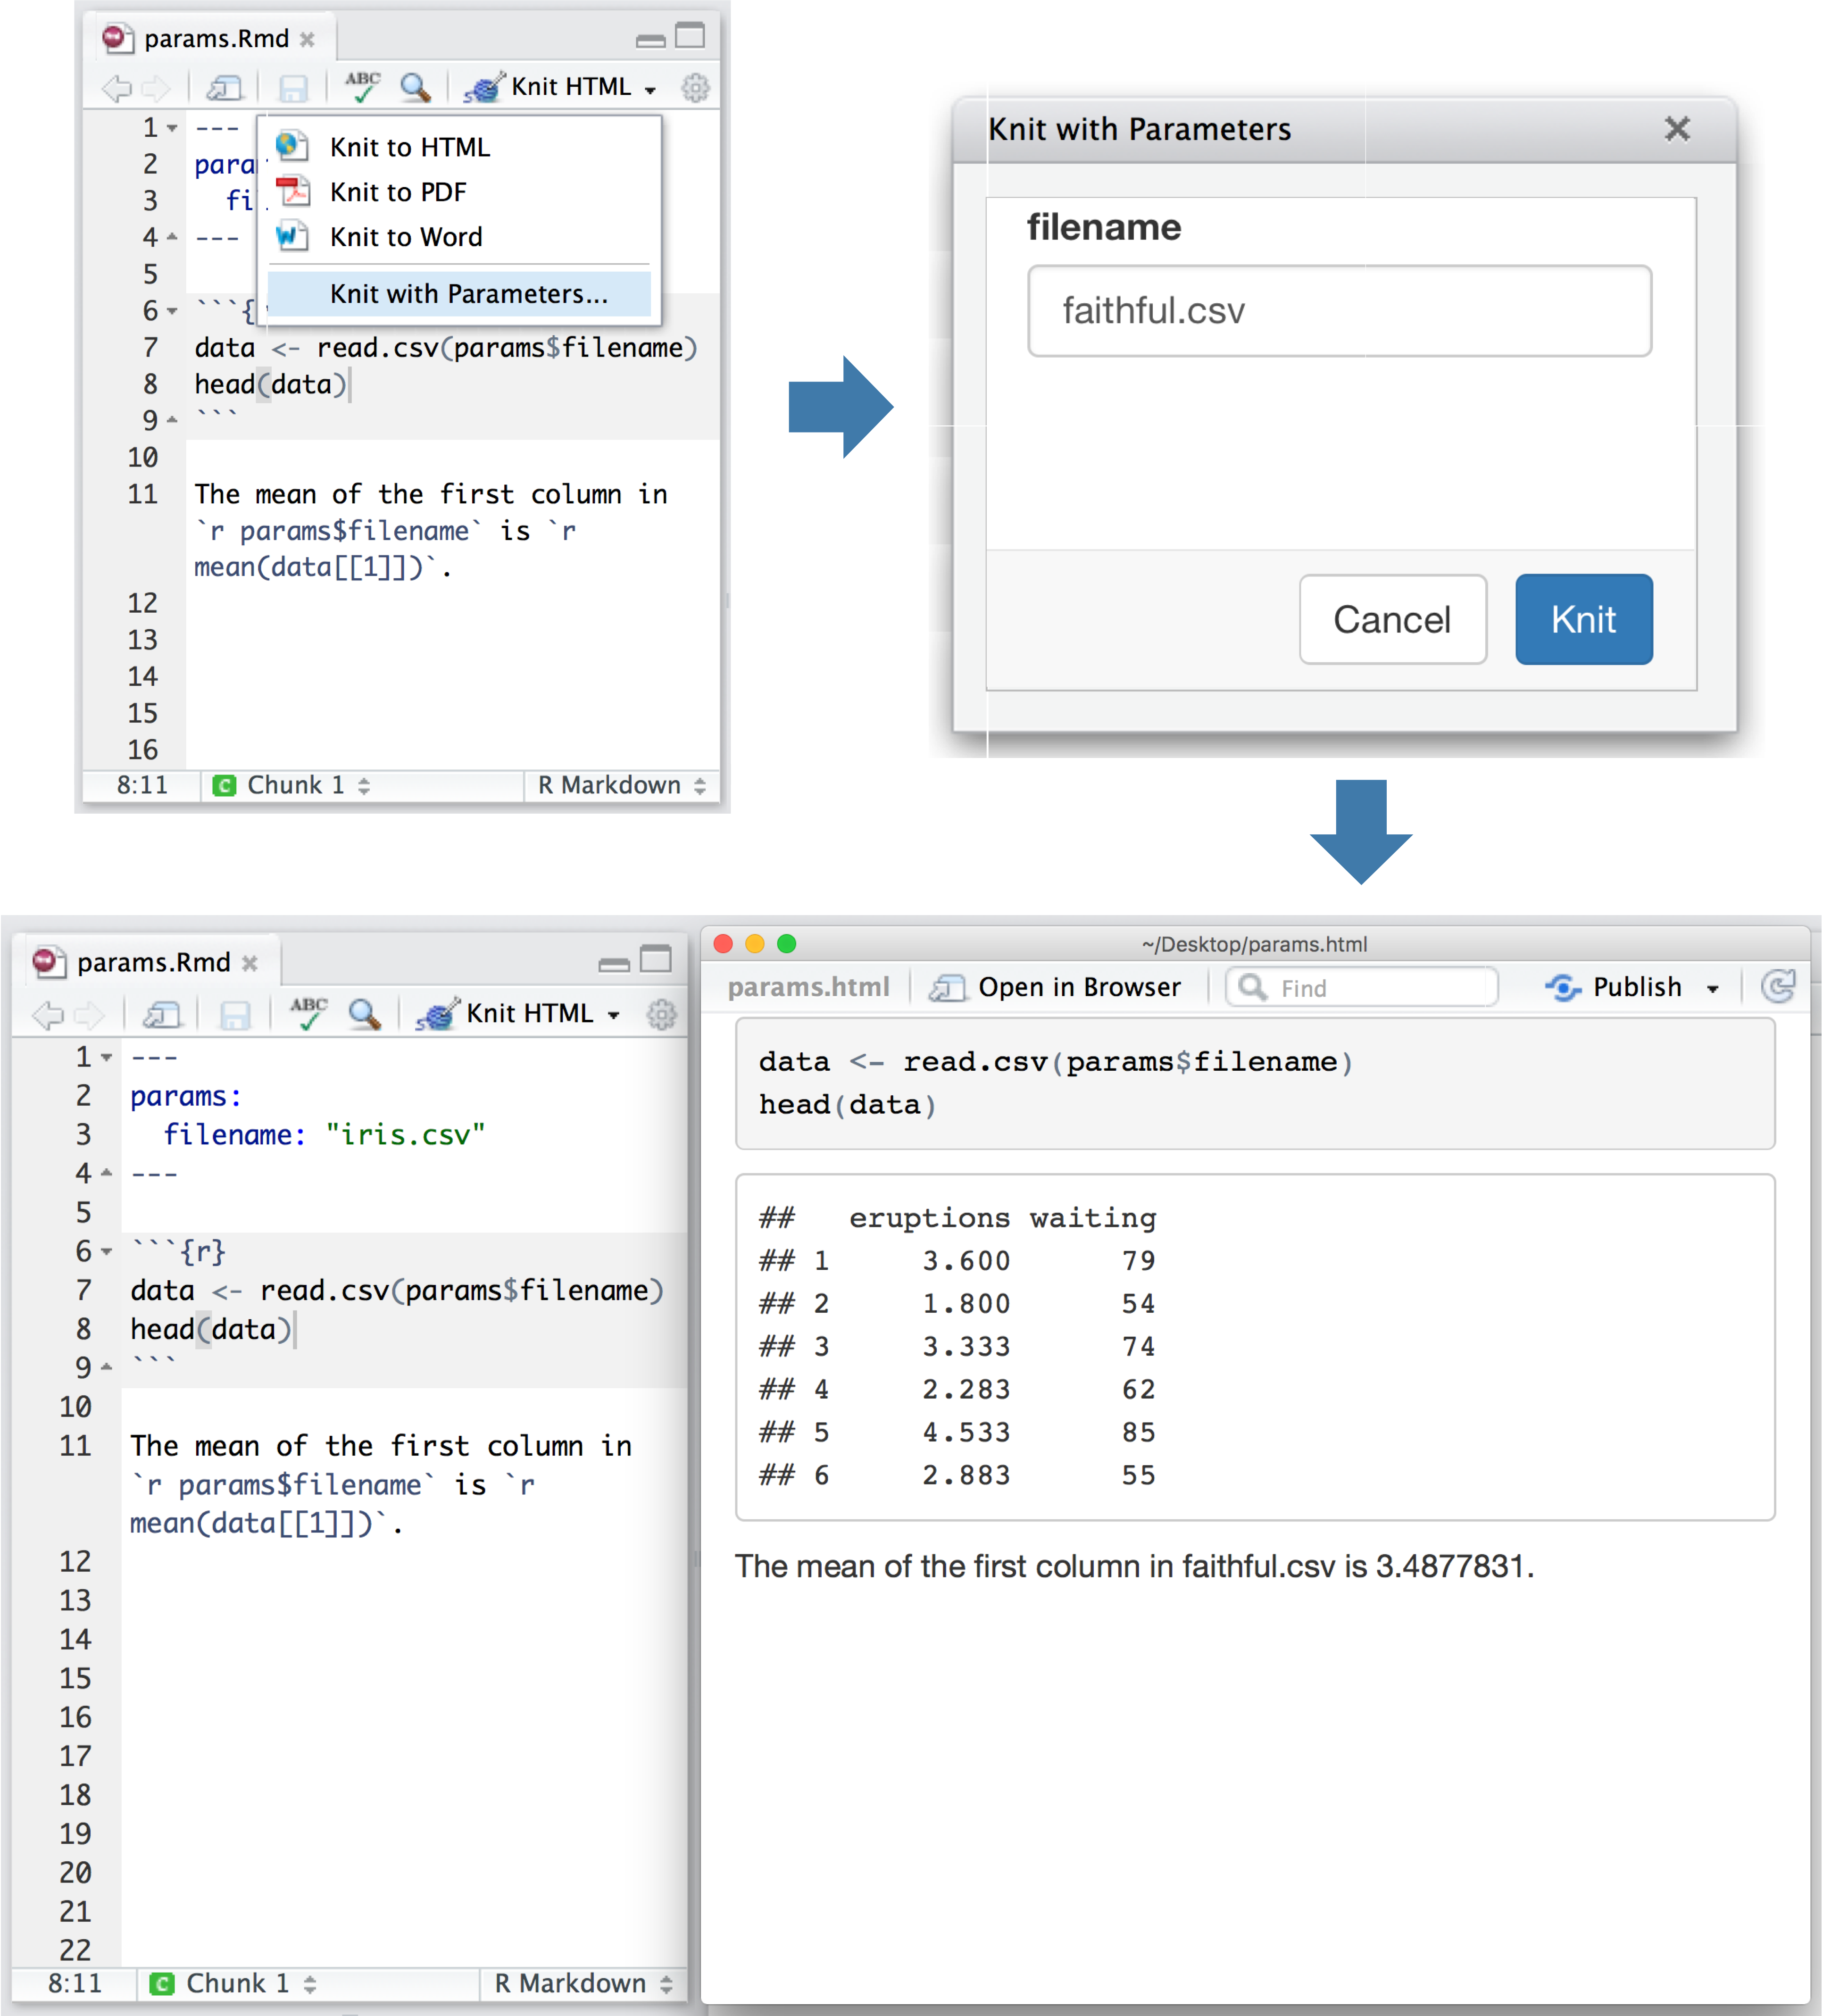 params.Rmd
ABC
Knit HTML
1 ---
2 para
3 fi
4 ---
5
6 ```{
7 data <- read.csv(params$filename)
8 head(data)
9 ```
10
11 The mean of the first column in
`r params$filename` is `r
mean(data[[1]])`.
12
13
14
15
16
8:11 C Chunk 1 R Markdown
Knit to HTML
Knit to PDF
Knit to Word
Knit with Parameters...
Knit with Parameters
filename
faithful.csv
Cancel Knit
params.Rmd
ABC
Knit HTML
1 ---
2 params:
3 filename: "iris.csv"
4 ---
5
6 ```{r}
7 data <- read.csv(params$filename)
8 head(data)
9 ```
10
11 The mean of the first column in
`r params$filename` is `r
mean(data[[1]])`.
12
13
14
15
16
17
18
19
20
21
22
8:11 C Chunk 1 R Markdown
~/Desktop/params.html
params.html Open in Browser Find Publish
data <- read.csv(params$filename)
head(data)
## eruptions waiting
## 1 3.600 79
## 2 1.800 54
## 3 3.333 74
## 4 2.283 62
## 5 4.533 85
## 6 2.883 55
The mean of the first column in faithful.csv is 3.4877831.